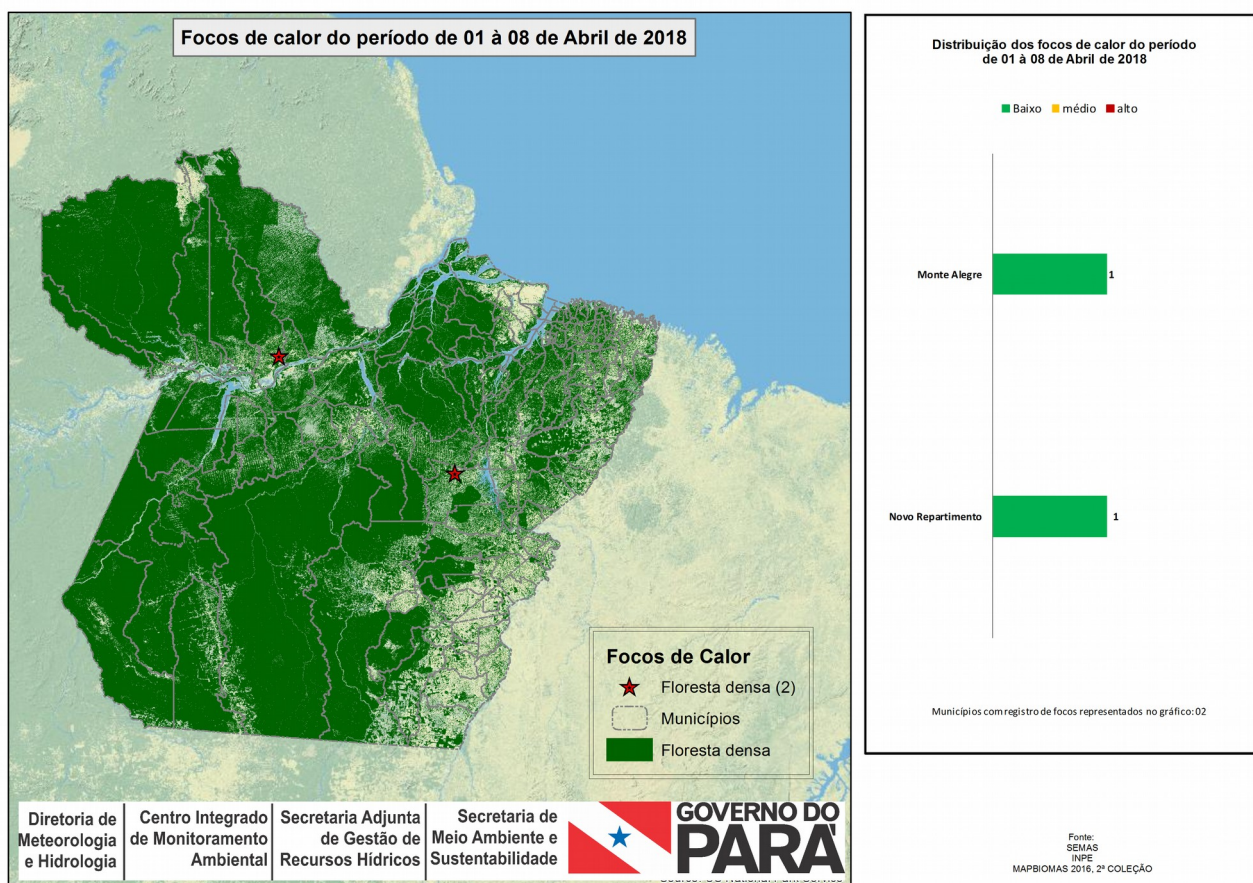 Focos de calor do período de 01 à 08 de Abril de 2018
Focos de Calor
Floresta densa (2)
Municípios
Floresta densa
Diretoria de
Meteorologia
e Hidrologia
Centro Integrado
de Monitoramento
Ambiental
Secretaria Adjunta
de Gestão de
Recursos Hídricos
Secretaria de
Meio Ambiente e
Sustentabilidade
GOVERNO DO
PARÁ
Distribuição dos focos de calor do período
de 01 à 08 de Abril de 2018
Baixo médio alto
Monte Alegre 1
Novo Repartimento 1
Municípios com registro de focos representados no gráfico: 02
Fonte:
SEMAS
INPE
MAPBIOMAS 2016, 2ª COLEÇÃO